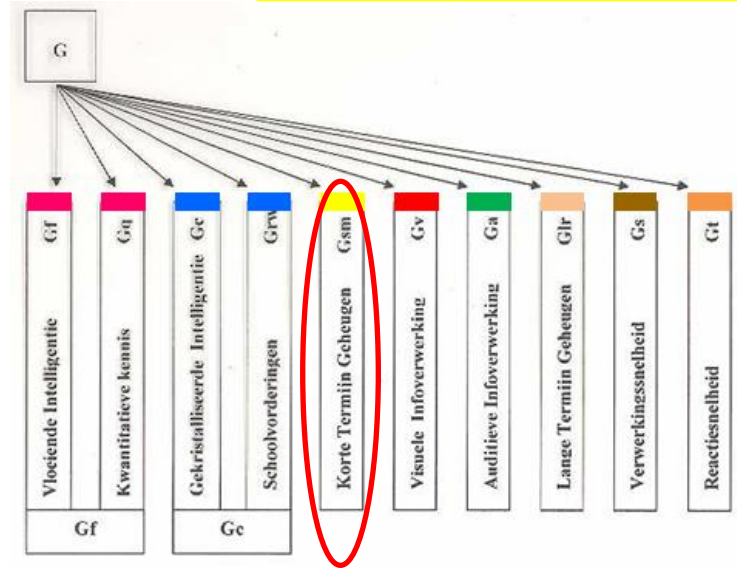 G
Gf
Vloeiende Intelligentie
Gq
Kwantitatieve kennis
Gc
Gekristalliseerde Intelligentie
Grw
Schoolvorderingen
Gsm
Korte Termijn Geheugen
Gv
Visuele Infoverwerking
Ga
Auditieve Infoverwerking
Glr
Lange Termijn Geheugen
Gs
Verwerkingssnelheid
Gt
Reactiesnelheid
Gf
Gc